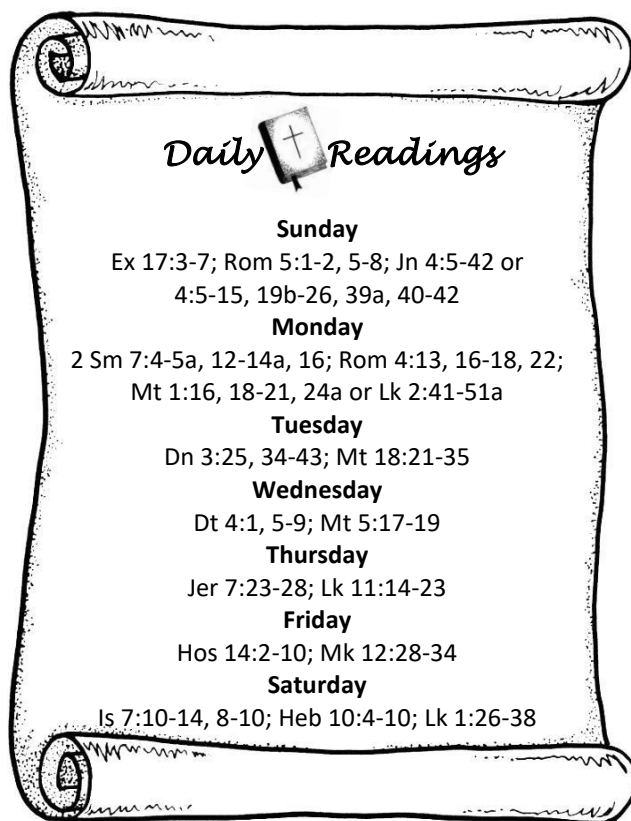 Daily Readings
Sunday
Ex 17:3-7; Rom 5:1-2, 5-8; Jn 4:5-42 or
4:5-15, 19b-26, 39a, 40-42
Monday
2 Sm 7:4-5a, 12-14a, 16; Rom 4:13, 16-18, 22;
Mt 1:16, 18-21, 24a or Lk 2:41-51a
Tuesday
Dn 3:25, 34-43; Mt 18:21-35
Wednesday
Dt 4:1, 5-9; Mt 5:17-19
Thursday
Jer 7:23-28; Lk 11:14-23
Friday
Hos 14:2-10; Mk 12:28-34
Saturday
Is 7:10-14, 8-10; Heb 10:4-10; Lk 1:26-38